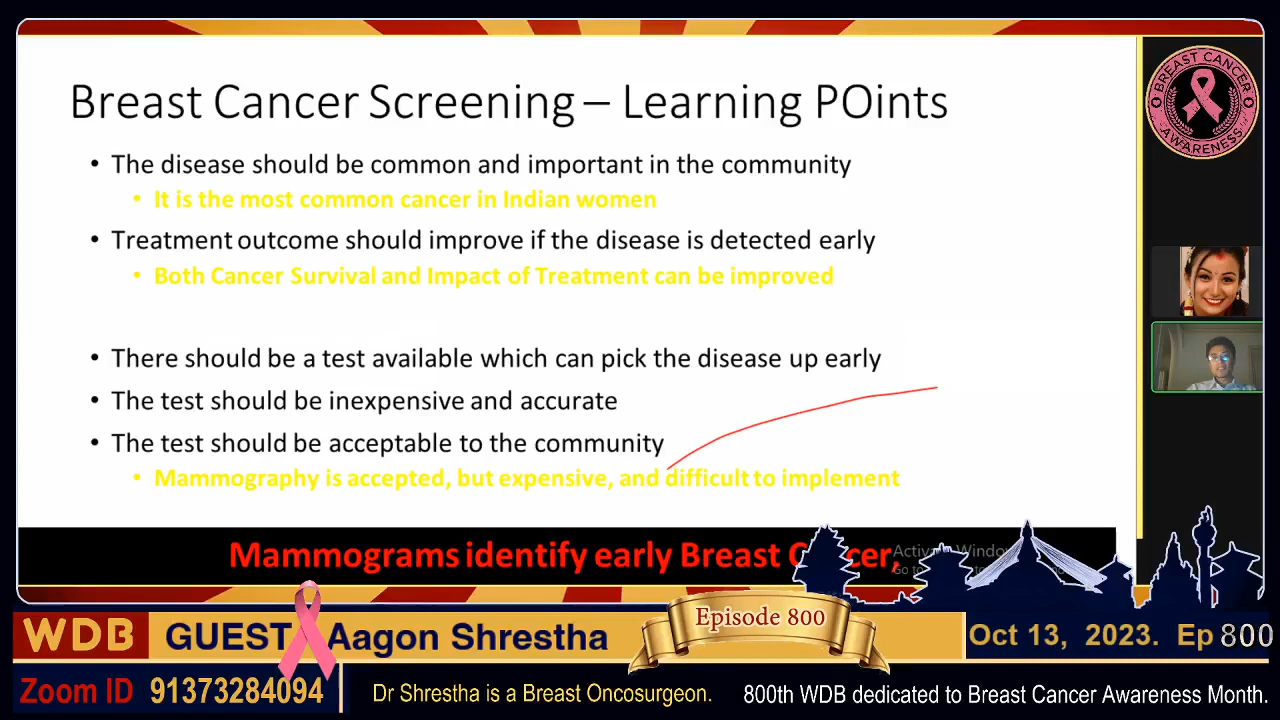 Breast Cancer Screening – Learning POints
• The disease should be common and important in the community
• It is the most common cancer in Indian women
• Treatment outcome should improve if the disease is detected early
• Both Cancer Survival and Impact of Treatment can be improved
• There should be a test available which can pick the disease up early
• The test should be inexpensive and accurate
• The test should be acceptable to the community
• Mammography is accepted, but expensive, and difficult to implement
Mammograms identify early Breast
BREAST CANCER
AWARENESS
WDB GUEST Aagon Shrestha
Episode 800
Oct 13, 2023. Ep 800
Zoom ID 91373284094
Dr Shrestha is a Breast Oncosurgeon.
800th WDB dedicated to Breast Cancer Awareness Month.